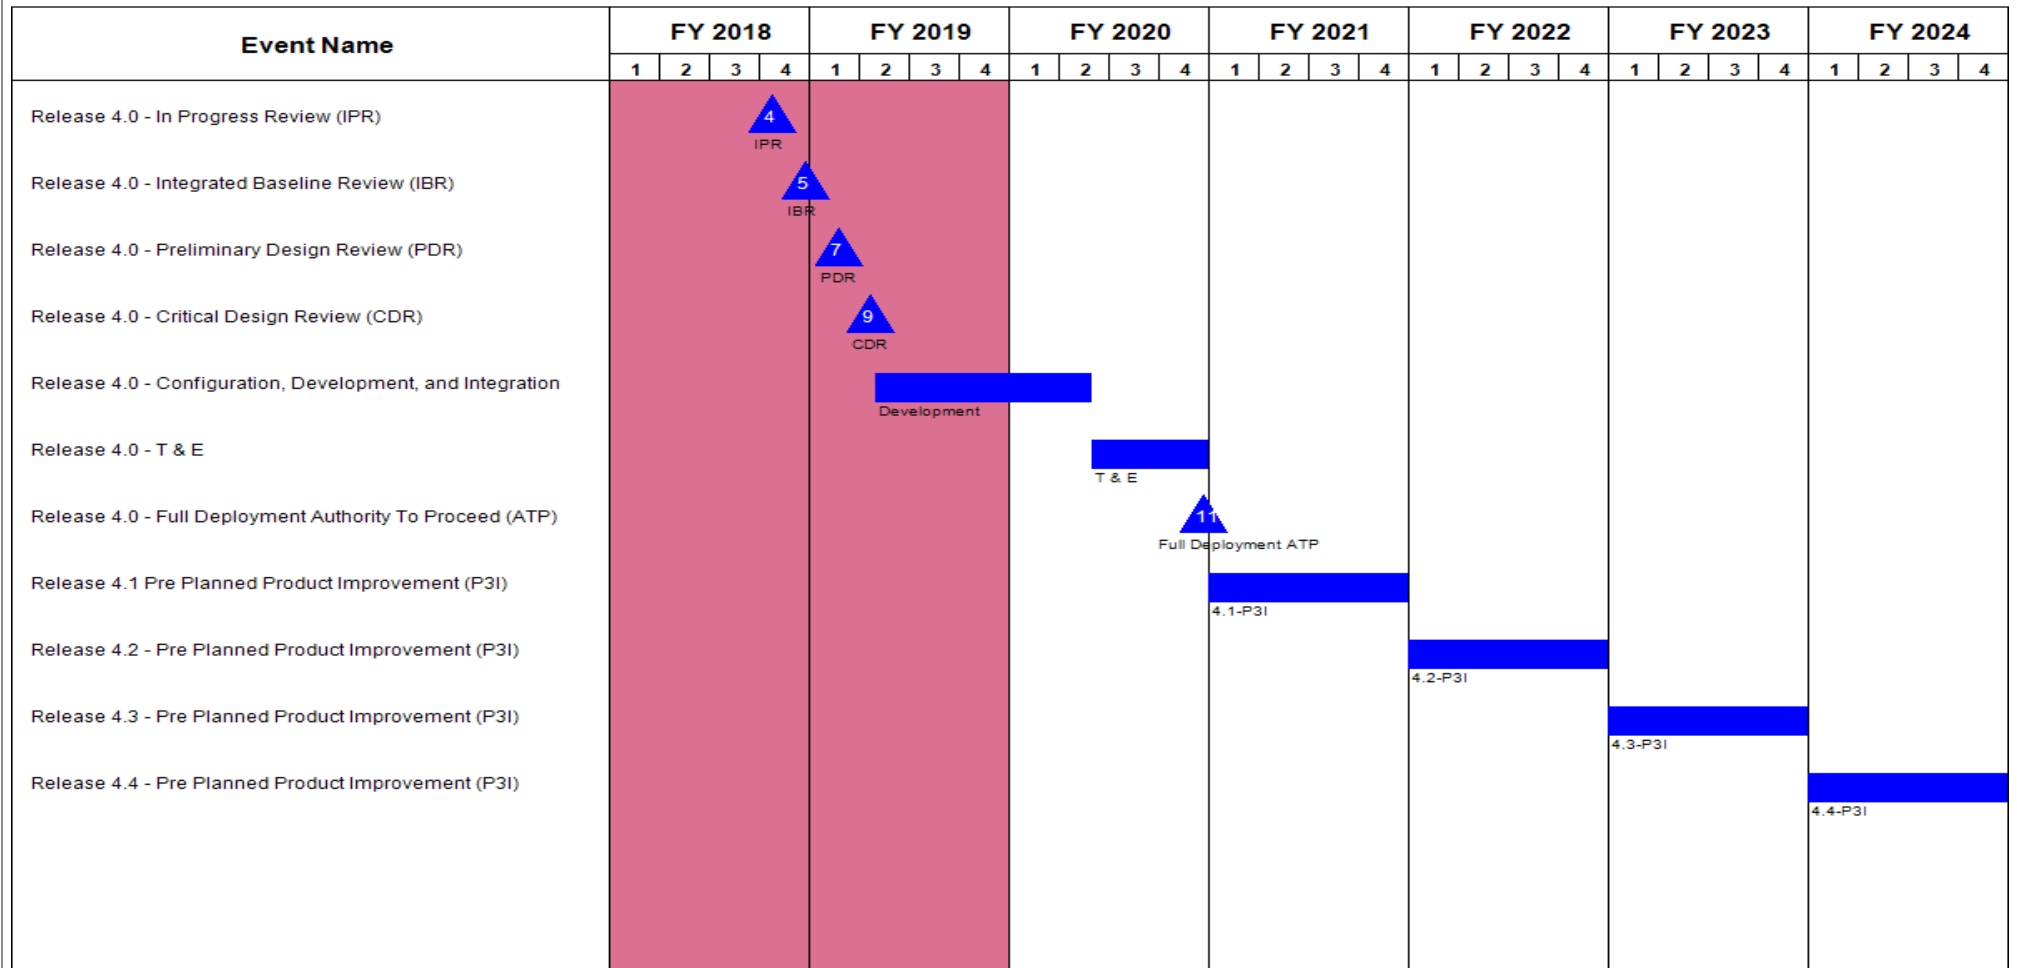 Event Name
FY 2018 FY 2019 FY 2020 FY 2021 FY 2022 FY 2023 FY 2024
1 2 3 4 1 2 3 4 1 2 3 4 1 2 3 4 1 2 3 4 1 2 3 4 1 2 3 4
Release 4.0 - In Progress Review (IPR)
4
IPR
Release 4.0 - Integrated Baseline Review (IBR)
5
IBR
Release 4.0 - Preliminary Design Review (PDR)
7
PDR
Release 4.0 - Critical Design Review (CDR)
9
CDR
Release 4.0 - Configuration, Development, and Integration
Development
Release 4.0 - T & E
T & E
Release 4.0 - Full Deployment Authority To Proceed (ATP)
11
Full Deployment ATP
Release 4.1 Pre Planned Product Improvement (P3I)
4.1-P3I
Release 4.2 - Pre Planned Product Improvement (P3I)
4.2-P3I
Release 4.3 - Pre Planned Product Improvement (P3I)
4.3-P3I
Release 4.4 - Pre Planned Product Improvement (P3I)
4.4-P3I